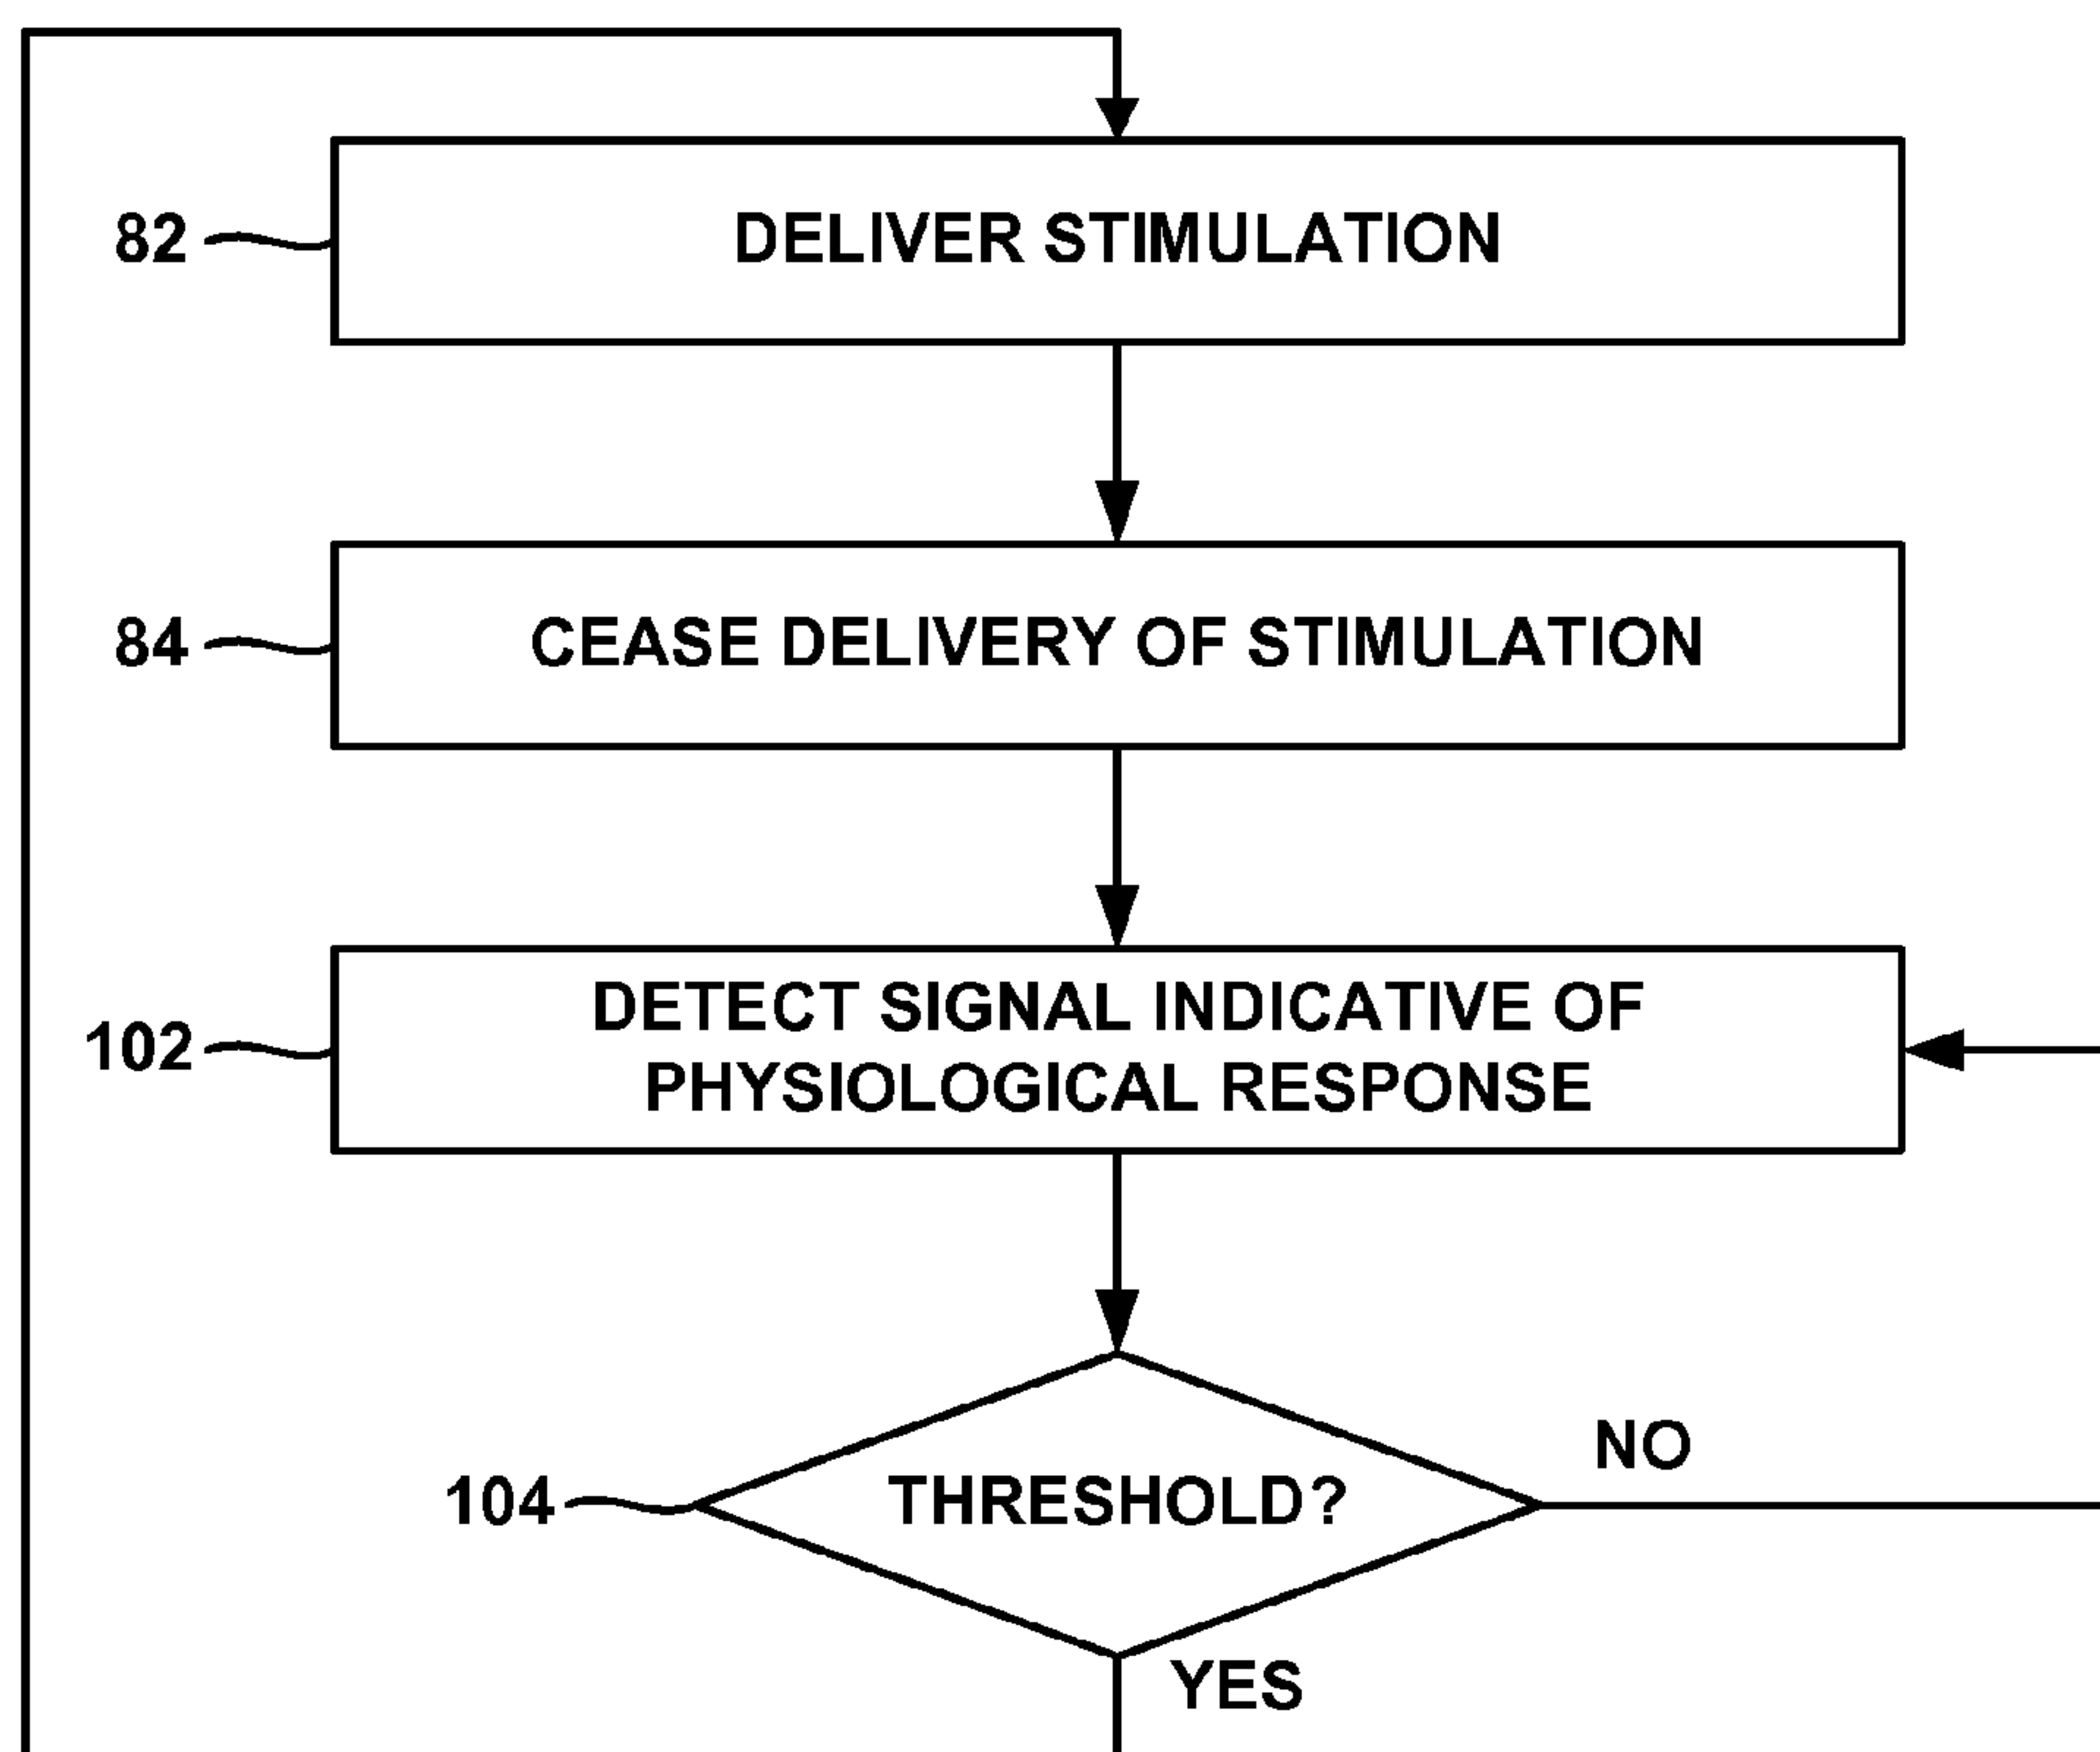 82
DELIVER STIMULATION
84
CEASE DELIVERY OF STIMULATION
102
DETECT SIGNAL INDICATIVE OF
PHYSIOLOGICAL RESPONSE
104
THRESHOLD?
NO
YES